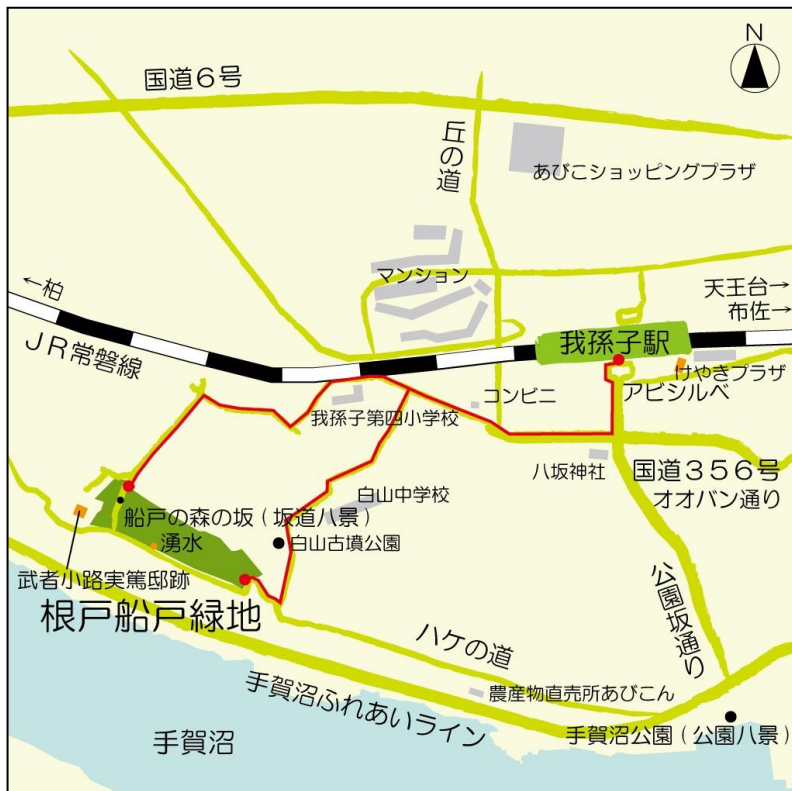 N
国道6号
丘の道
あびこショッピングプラザ
マンション
←柏
天王台→
布佐→
JR常磐線
我孫子駅
けやきプラザ
アビシルベ
コンビニ
我孫子第四小学校
八坂神社
国道356号
オオバン通り
白山中学校
船戸の森の坂(坂道八景)
湧水
白山古墳公園
武者小路実篤邸跡
根戸船戸緑地
公園坂通り
ハケの道
農産物直売所あびこん
手賀沼ふれあいライン
手賀沼公園(公園八景)
手賀沼